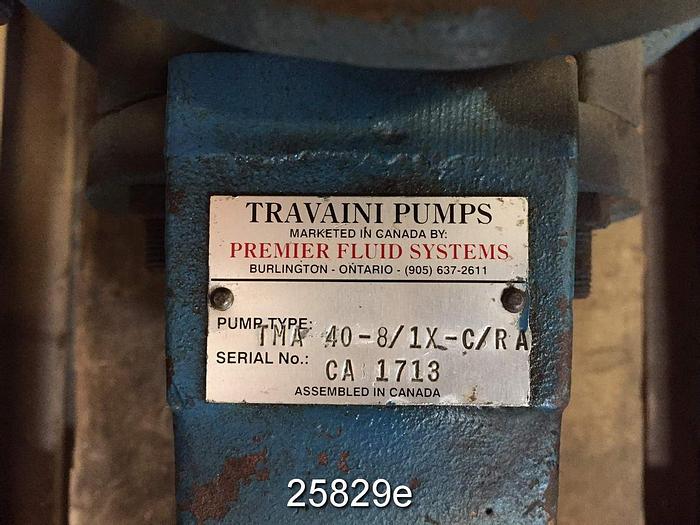 TRAVAINI PUMPS
MARKETED IN CANADA BY:
PREMIER FLUID SYSTEMS
BURLINGTON - ONTARIO - (905) 637-2611
PUMP TYPE: TMA 40-8/1X-C/RA
SERIAL No.: CA 1713
ASSEMBLED IN CANADA
25829e